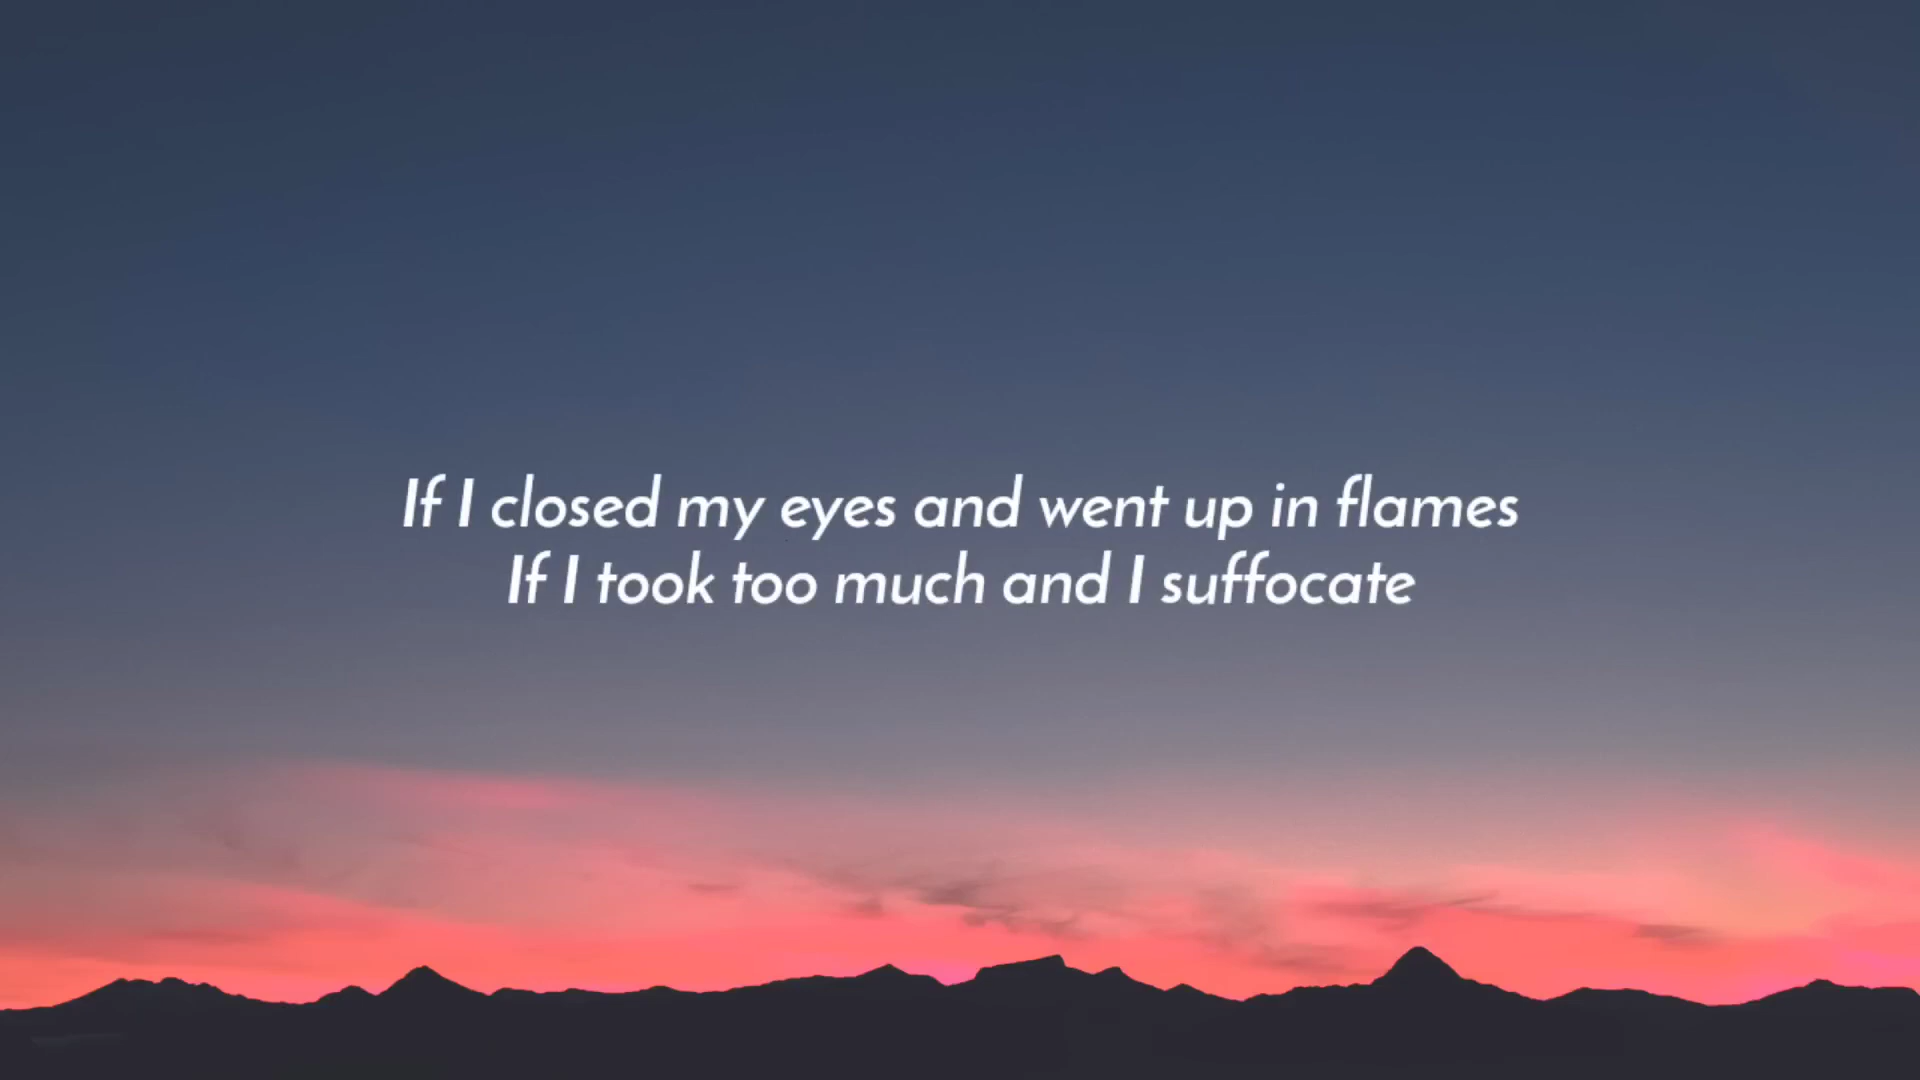 If I closed my eyes and went up in flames
If I took too much and I suffocate